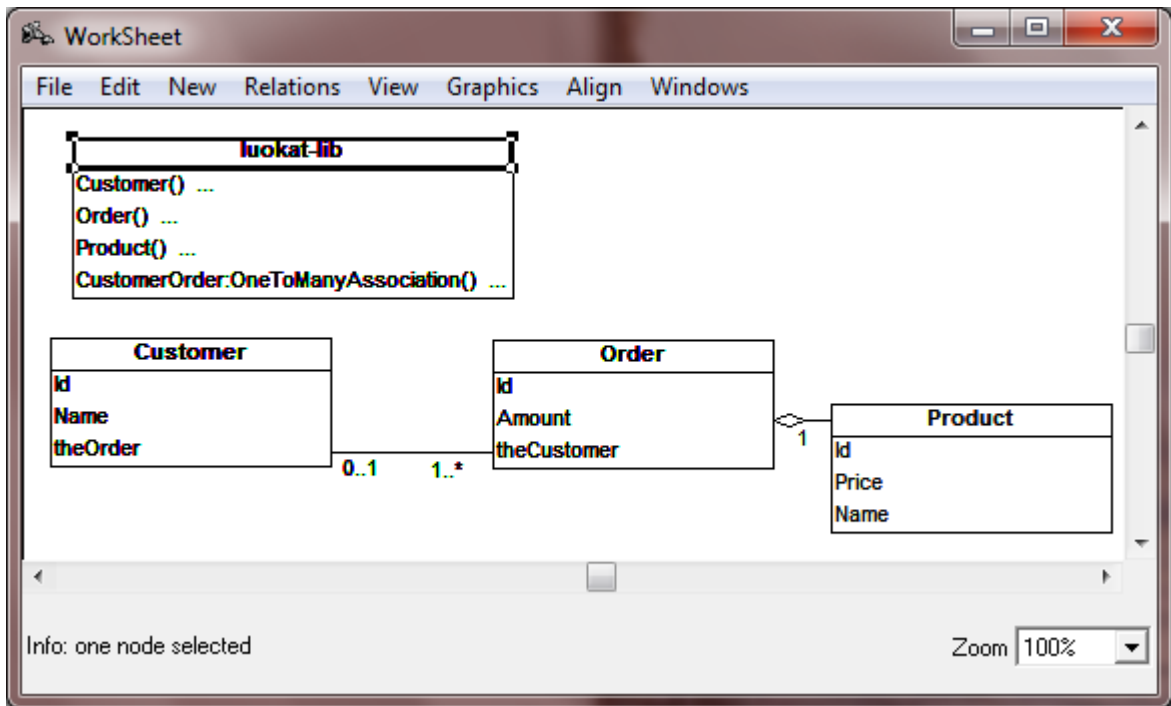 WorkSheet
File Edit New Relations View Graphics Align Windows
luokat-lib
Customer() ...
Order() ...
Product() ...
CustomerOrder:OneToManyAssociation() ...
Customer
Id
Name
theOrder
0..1
1..*
Order
Id
Amount
theCustomer
1
Product
Id
Price
Name
Info: one node selected
Zoom 100%